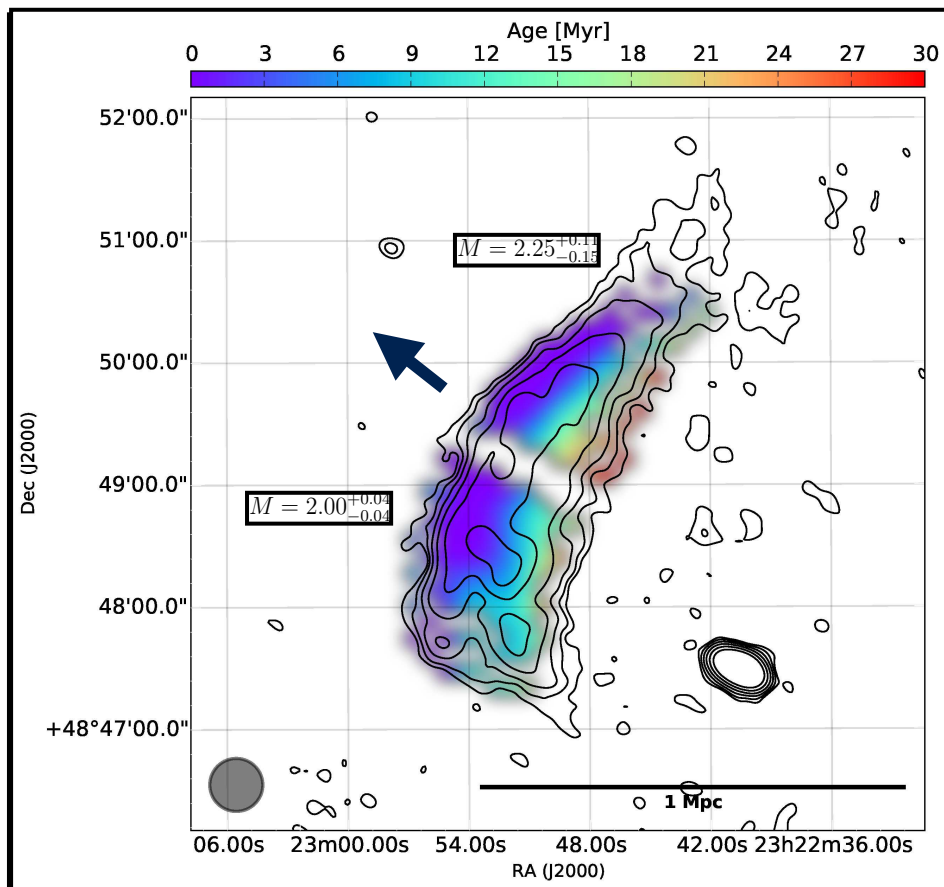 Age [Myr]
0 3 6 9 12 15 18 21 24 27 30
52'00.0"
51'00.0"
M = 2.25+0.11 −0.15
50'00.0"
Dec (J2000)
49'00.0"
M = 2.00+0.04 −0.04
48'00.0"
+48°47'00.0"
1 Mpc
06.00s 23m00.00s 54.00s 48.00s 42.00s 23h22m36.00s
RA (J2000)